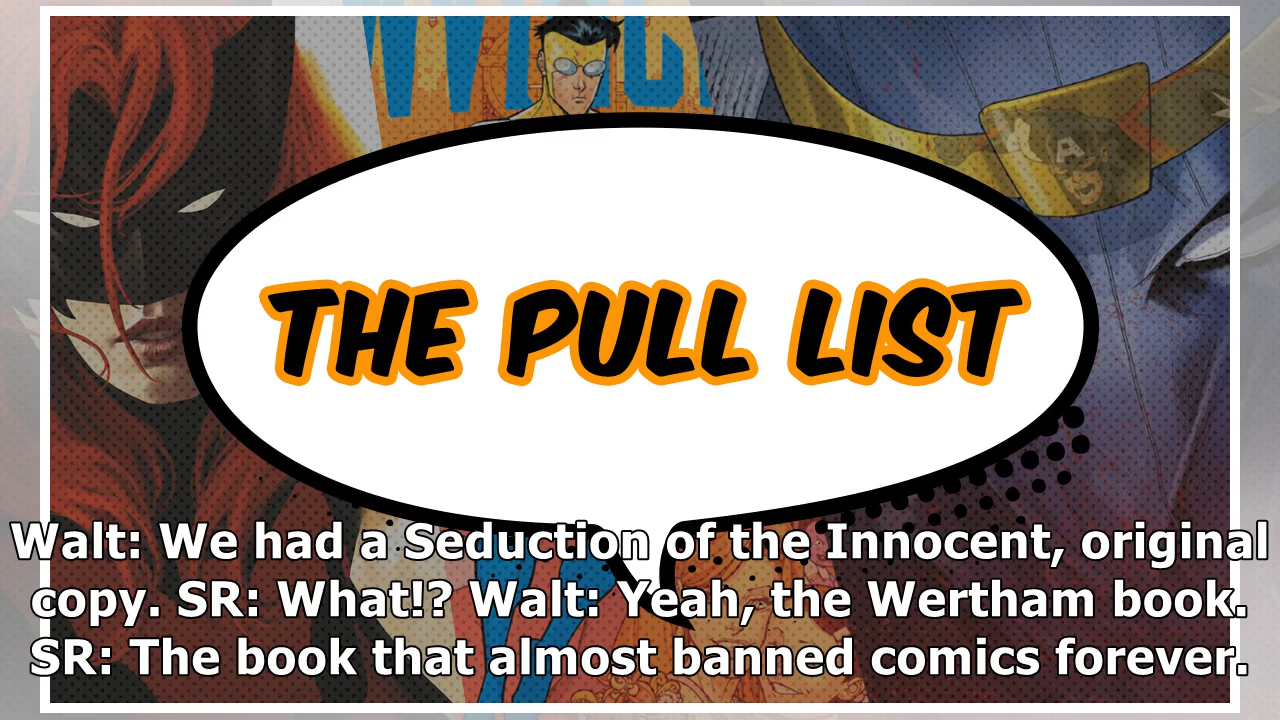 THE PULL LIST
Walt: We had a Seduction of the Innocent, original
copy. SR: What!? Walt: Yeah, the Wertham book.
SR: The book that almost banned comics forever.